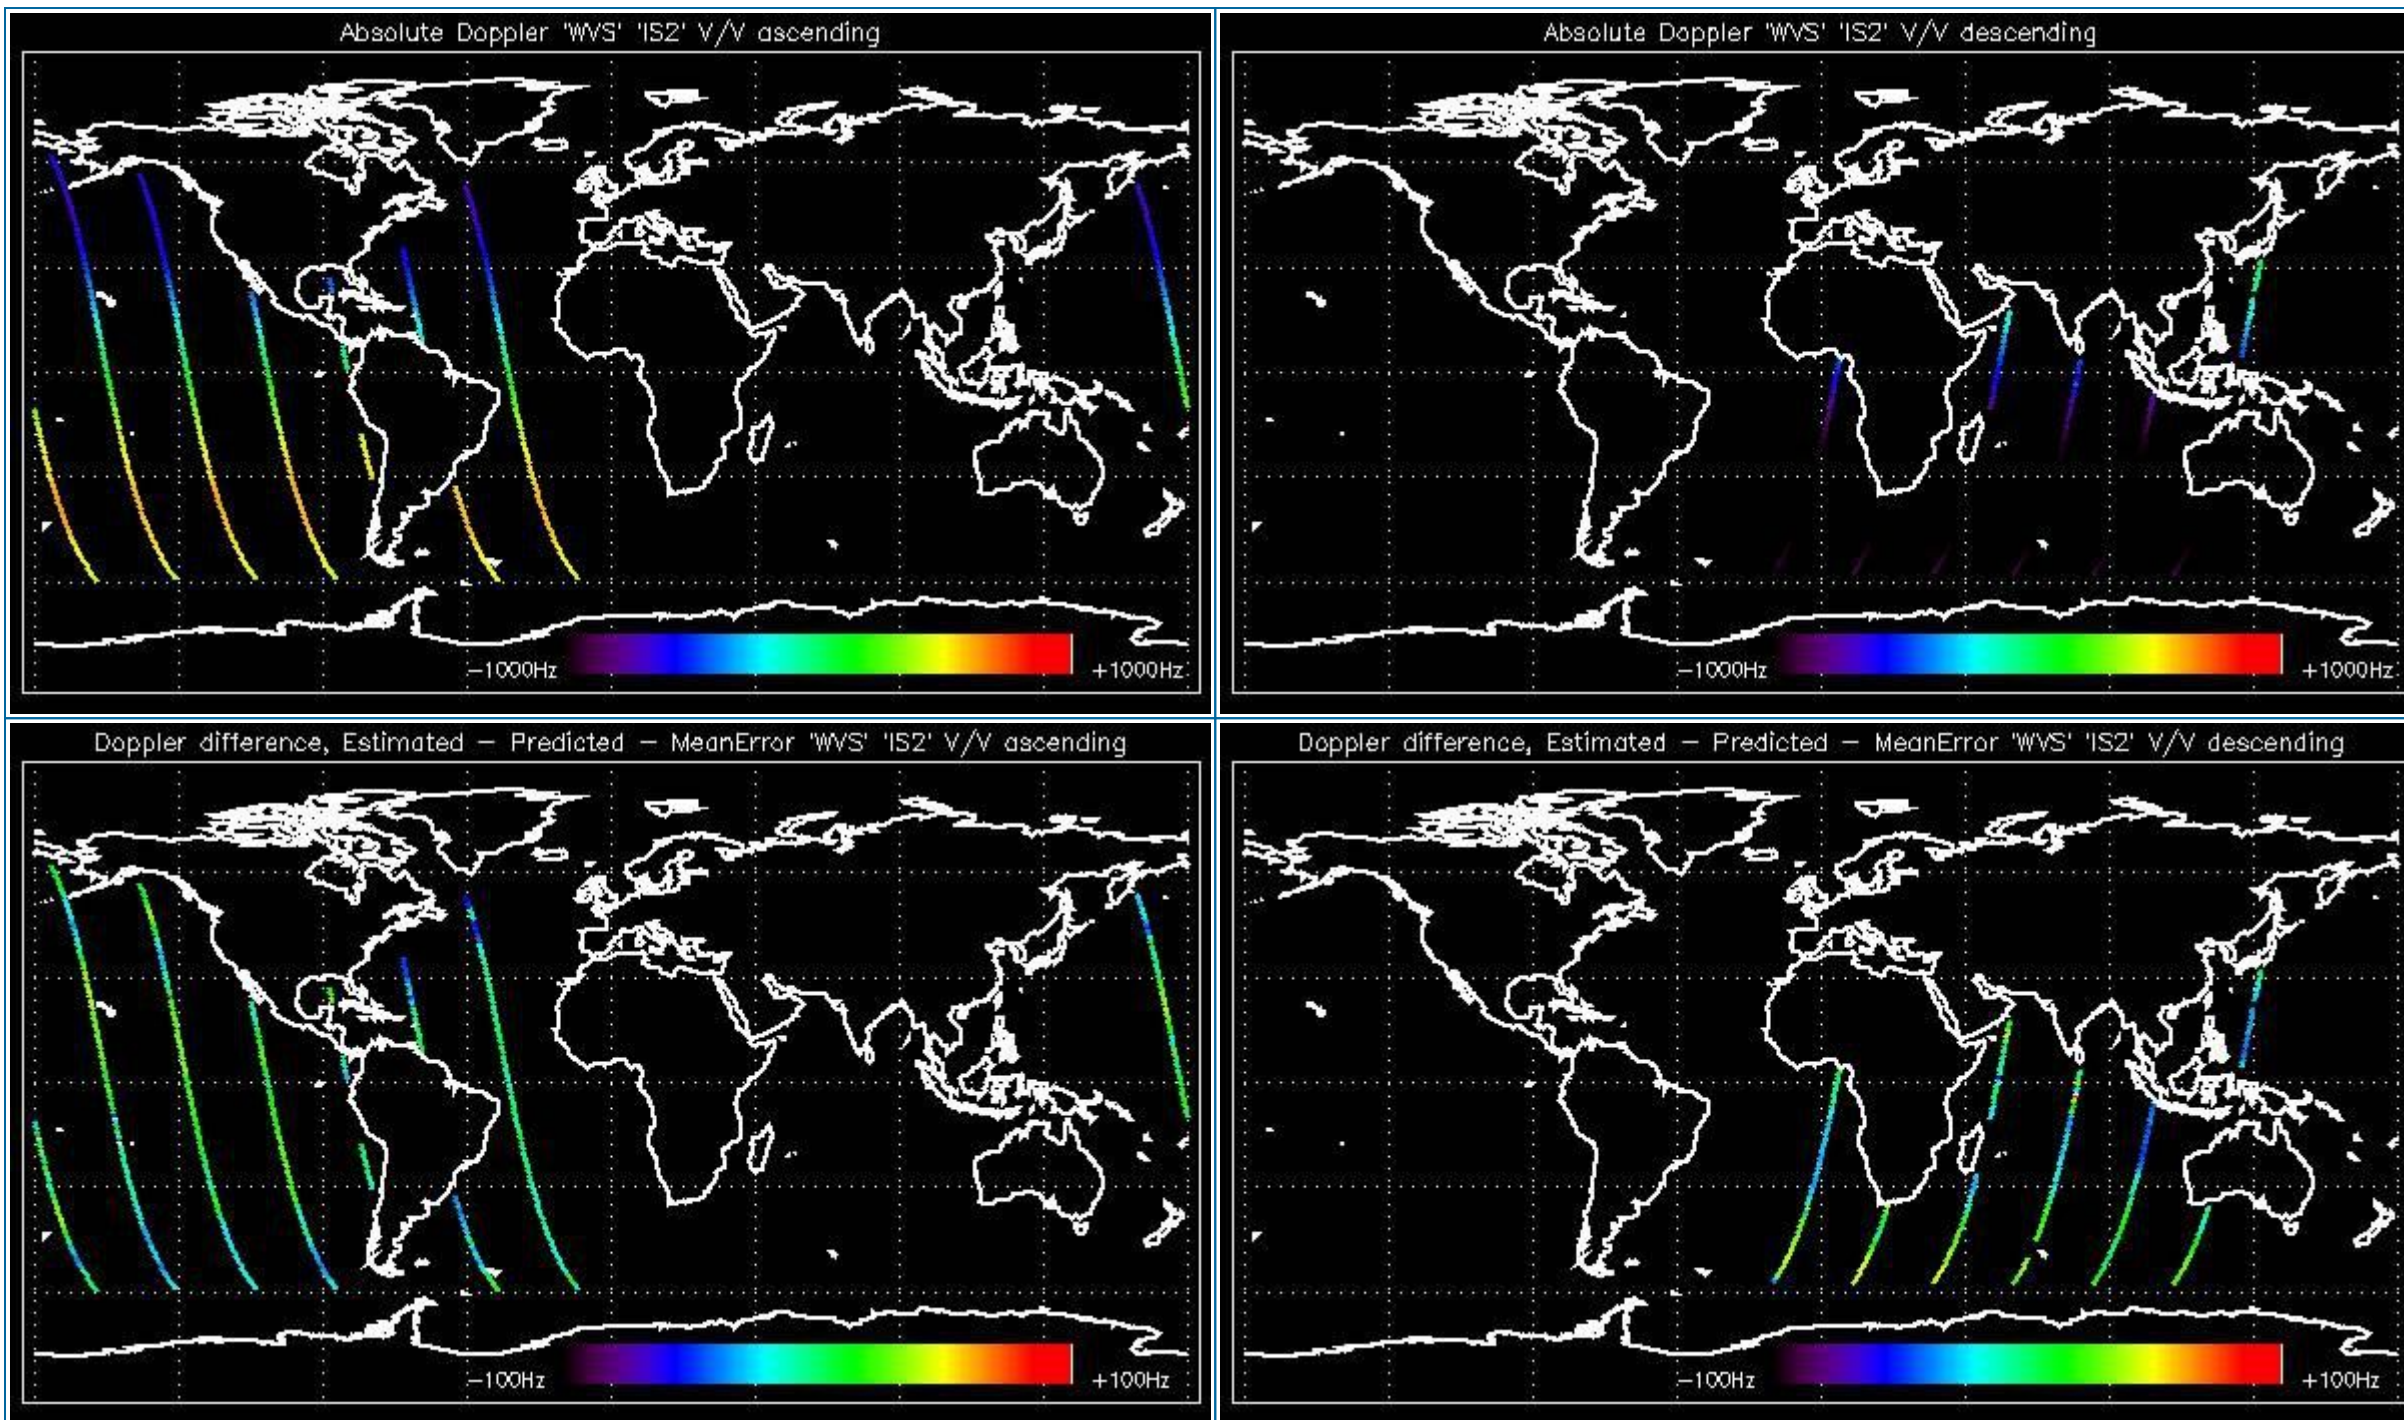 Absolute Doppler 'WVS' 'IS2' V/V ascending
-1000Hz
+1000Hz
Absolute Doppler 'WVS' 'IS2' V/V descending
-1000Hz
+1000Hz
Doppler difference, Estimated - Predicted - MeanError 'WVS' 'IS2' V/V ascending
-100Hz
+100Hz
Doppler difference, Estimated - Predicted - MeanError 'WVS' 'IS2' V/V descending
-100Hz
+100Hz